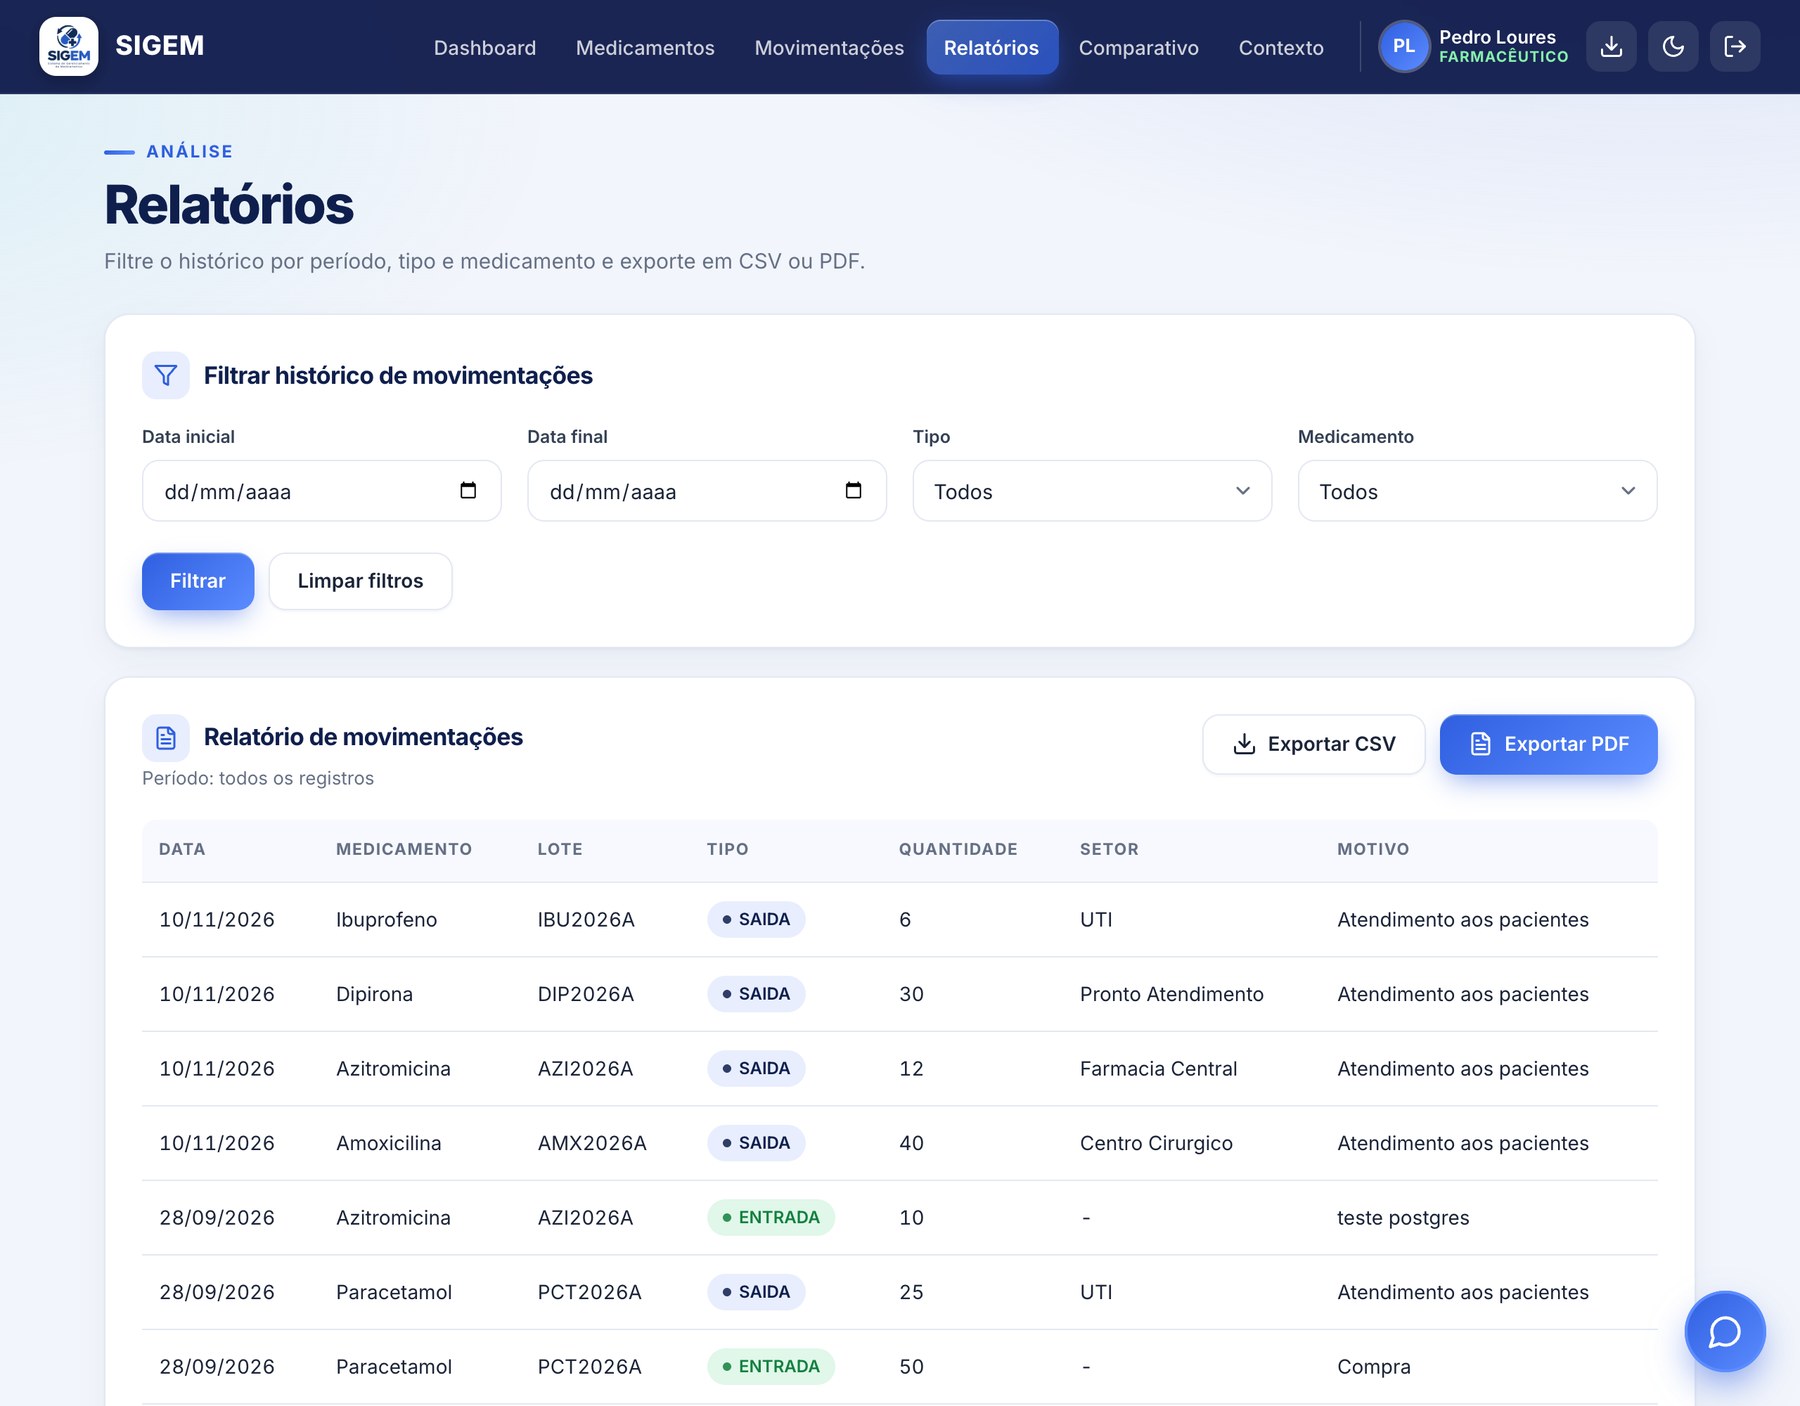 SIGEM
SIGEM
Dashboard
Medicamentos
Movimentações
Relatórios
Comparativo
Contexto
PL
Pedro Loures
FARMACÊUTICO
ANÁLISE
Relatórios
Filtre o histórico por período, tipo e medicamento e exporte em CSV ou PDF.
Filtrar histórico de movimentações
Data inicial
Data final
Tipo
Medicamento
dd/mm/aaaa
dd/mm/aaaa
Todos
Todos
Filtrar
Limpar filtros
Relatório de movimentações
Período: todos os registros
Exportar CSV
Exportar PDF
DATA MEDICAMENTO LOTE TIPO QUANTIDADE SETOR MOTIVO
10/11/2026 Ibuprofeno IBU2026A SAIDA 6 UTI Atendimento aos pacientes
10/11/2026 Dipirona DIP2026A SAIDA 30 Pronto Atendimento Atendimento aos pacientes
10/11/2026 Azitromicina AZI2026A SAIDA 12 Farmacia Central Atendimento aos pacientes
10/11/2026 Amoxicilina AMX2026A SAIDA 40 Centro Cirurgico Atendimento aos pacientes
28/09/2026 Azitromicina AZI2026A ENTRADA 10 - teste postgres
28/09/2026 Paracetamol PCT2026A SAIDA 25 UTI Atendimento aos pacientes
28/09/2026 Paracetamol PCT2026A ENTRADA 50 - Compra